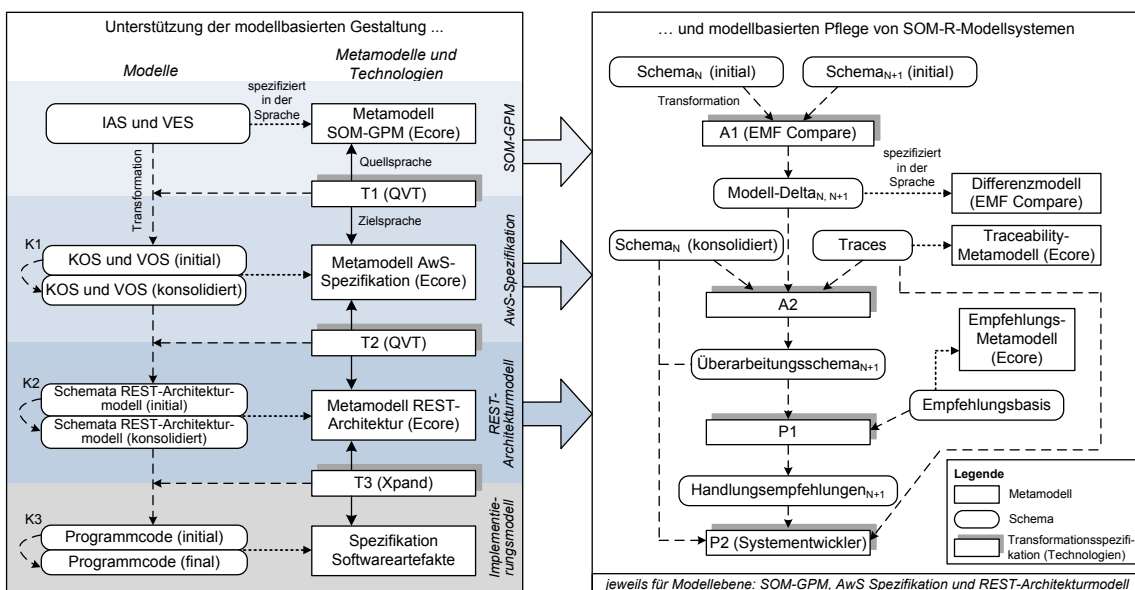 Unterstützung der modellbasierten Gestaltung ...
Modelle
Metamodelle und
Technologien
IAS und VES
spezifiziert
in der
Sprache
Metamodell
SOM-GPM (Ecore)
SOM-GPM
Transformation
Quellsprache
T1 (QVT)
Zielsprache
K1
KOS und VOS (initial)
KOS und VOS (konsolidiert)
Metamodell AwS-
Spezifikation (Ecore)
AwS-Spezifikation
T2 (QVT)
K2
Schemata REST-Architektur-
modell (initial)
Schemata REST-Architektur-
modell (konsolidiert)
Metamodell REST-
Architektur (Ecore)
REST-
Architekturmodell
T3 (Xpand)
K3
Programmcode (initial)
Programmcode (final)
Spezifikation
Softwareartefakte
Implementie-
rungsmodell
… und modellbasierten Pflege von SOM-R-Modellsystemen
SchemaN (initial)
SchemaN+1 (initial)
Transformation
A1 (EMF Compare)
Modell-DeltaN, N+1
spezifiziert
in der
Sprache
Differenzmodell
(EMF Compare)
SchemaN (konsolidiert)
Traces
Traceability-
Metamodell (Ecore)
A2
Überarbeitungsscheman+1
Empfehlungs-
Metamodell
(Ecore)
Empfehlungsbasis
P1
HandlungsempfehlungenN+1
P2 (Systementwickler)
Legende
Metamodell
Schema
Transformationsspezifi-
kation (Technologien)
jeweils für Modellebene: SOM-GPM, AwS Spezifikation und REST-Architekturmodell